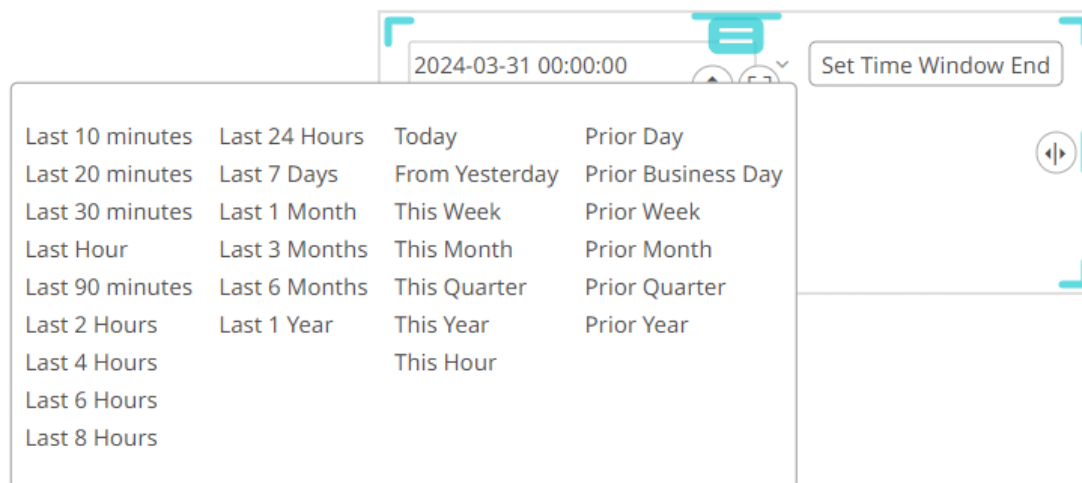 2024-03-31 00:00:00 Set Time Window End
Last 10 minutes Last 24 Hours Today Prior Day
Last 20 minutes Last 7 Days From Yesterday Prior Business Day
Last 30 minutes Last 1 Month This Week Prior Week
Last Hour Last 3 Months This Month Prior Month
Last 90 minutes Last 6 Months This Quarter Prior Quarter
Last 2 Hours Last 1 Year This Year Prior Year
Last 4 Hours This Hour
Last 6 Hours
Last 8 Hours